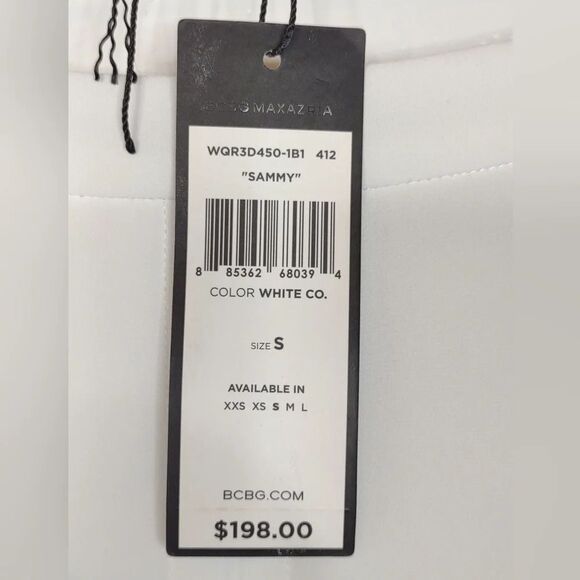 BCBGMAXAZRIA
WQR3D450-1B1 412
"SAMMY"
8 85362 68039 4
COLOR WHITE CO.
SIZE S
AVAILABLE IN
XXS XS S M L
BCBG.COM
$198.00